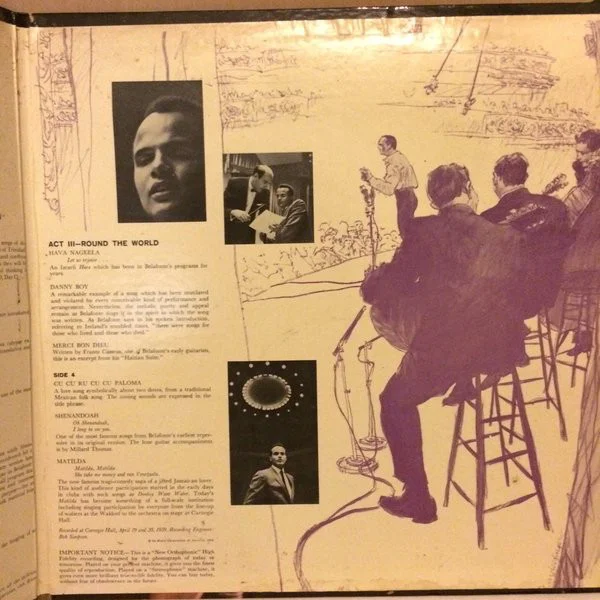 ACT III—ROUND THE WORLD
HAVA NAGEELA
Let us rejoice
An Israeli Hora which has been in Belafonte's programs for
years.
DANNY BOY
A remarkable example of a song which has been mutilated
and violated by every conceivable kind of performance and
arrangement. Nevertheless, the melodic purity and appeal
remain as Belafonte sings it in the spirit in which the song
was written. As Belafonte says in his spoken introduction,
referring to Ireland's troubled times, "these were songs for
those who lived and those who died."
MERCI BON DIEU
Written by Franz Casseus, one of Belafonte's early guitarists,
this is an excerpt from his "Haitian Suite."
SIDE 4
CU CU RU CU CU PALOMA
A love song symbolically about two doves, from a traditional
Mexican folk song. The cooing sounds are expressed in the
title phrase.
SHENANDOAH
Oh Shenandoah,
I long to see you.
One of the most famous songs from Belafonte's earliest reper-
toire in its original version. The lone guitar accompaniment
is by Millard Thomas.
MATILDA
Matilda, Matilda
She take me money and run Venezuela.
The now famous tragi-comedy saga of a jilted Jamaican lover.
This kind of audience participation started in the early days
in clubs with such songs as Donkey Want Water. Today's
Matilda has become something of a folk-music institution
including singing participation by everyone from the line-up
of waiters at the Waldorf to the orchestra on stage at Carnegie
Hall.
Recorded at Carnegie Hall, April 19 and 20, 1959. Recording Engineer:
Bob Simpson.
IMPORTANT NOTICE—This is a "New Orthophonic" High
Fidelity recording, designed for the phonograph of today or
tomorrow. Played on your present machine, it gives you the finest
quality of reproduction. Played on a "Stereophonic" machine, it
gives even more brilliant true-to-life fidelity. You can buy today,
without fear of obsolescence in the future.